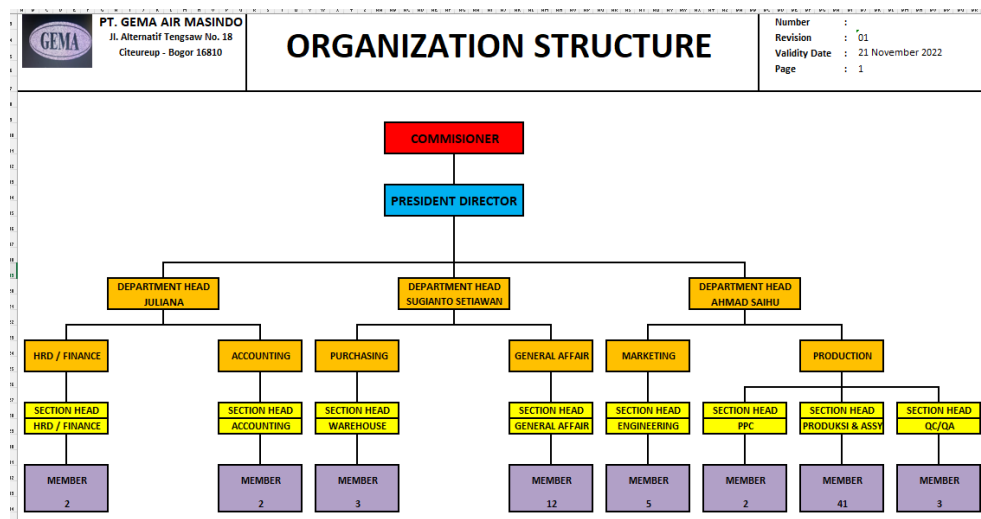 GEMA
PT. GEMA AIR MASINDO
Jl. Alternatif Tengsaw No. 18
Citeureup - Bogor 16810
ORGANIZATION STRUCTURE
Number :
Revision : 01
Validity Date : 21 November 2022
Page : 1
COMMISIONER
PRESIDENT DIRECTOR
DEPARTMENT HEAD
JULIANA
DEPARTMENT HEAD
SUGIANTO SETIAWAN
DEPARTMENT HEAD
AHMAD SAIHU
HRD / FINANCE
ACCOUNTING
PURCHASING
GENERAL AFFAIR
MARKETING
PRODUCTION
SECTION HEAD
HRD / FINANCE
SECTION HEAD
ACCOUNTING
SECTION HEAD
WAREHOUSE
SECTION HEAD
GENERAL AFFAIR
SECTION HEAD
ENGINEERING
SECTION HEAD
PPC
SECTION HEAD
PRODUKSI & ASSY
SECTION HEAD
QC/QA
MEMBER
2
MEMBER
2
MEMBER
3
MEMBER
12
MEMBER
5
MEMBER
2
MEMBER
41
MEMBER
3